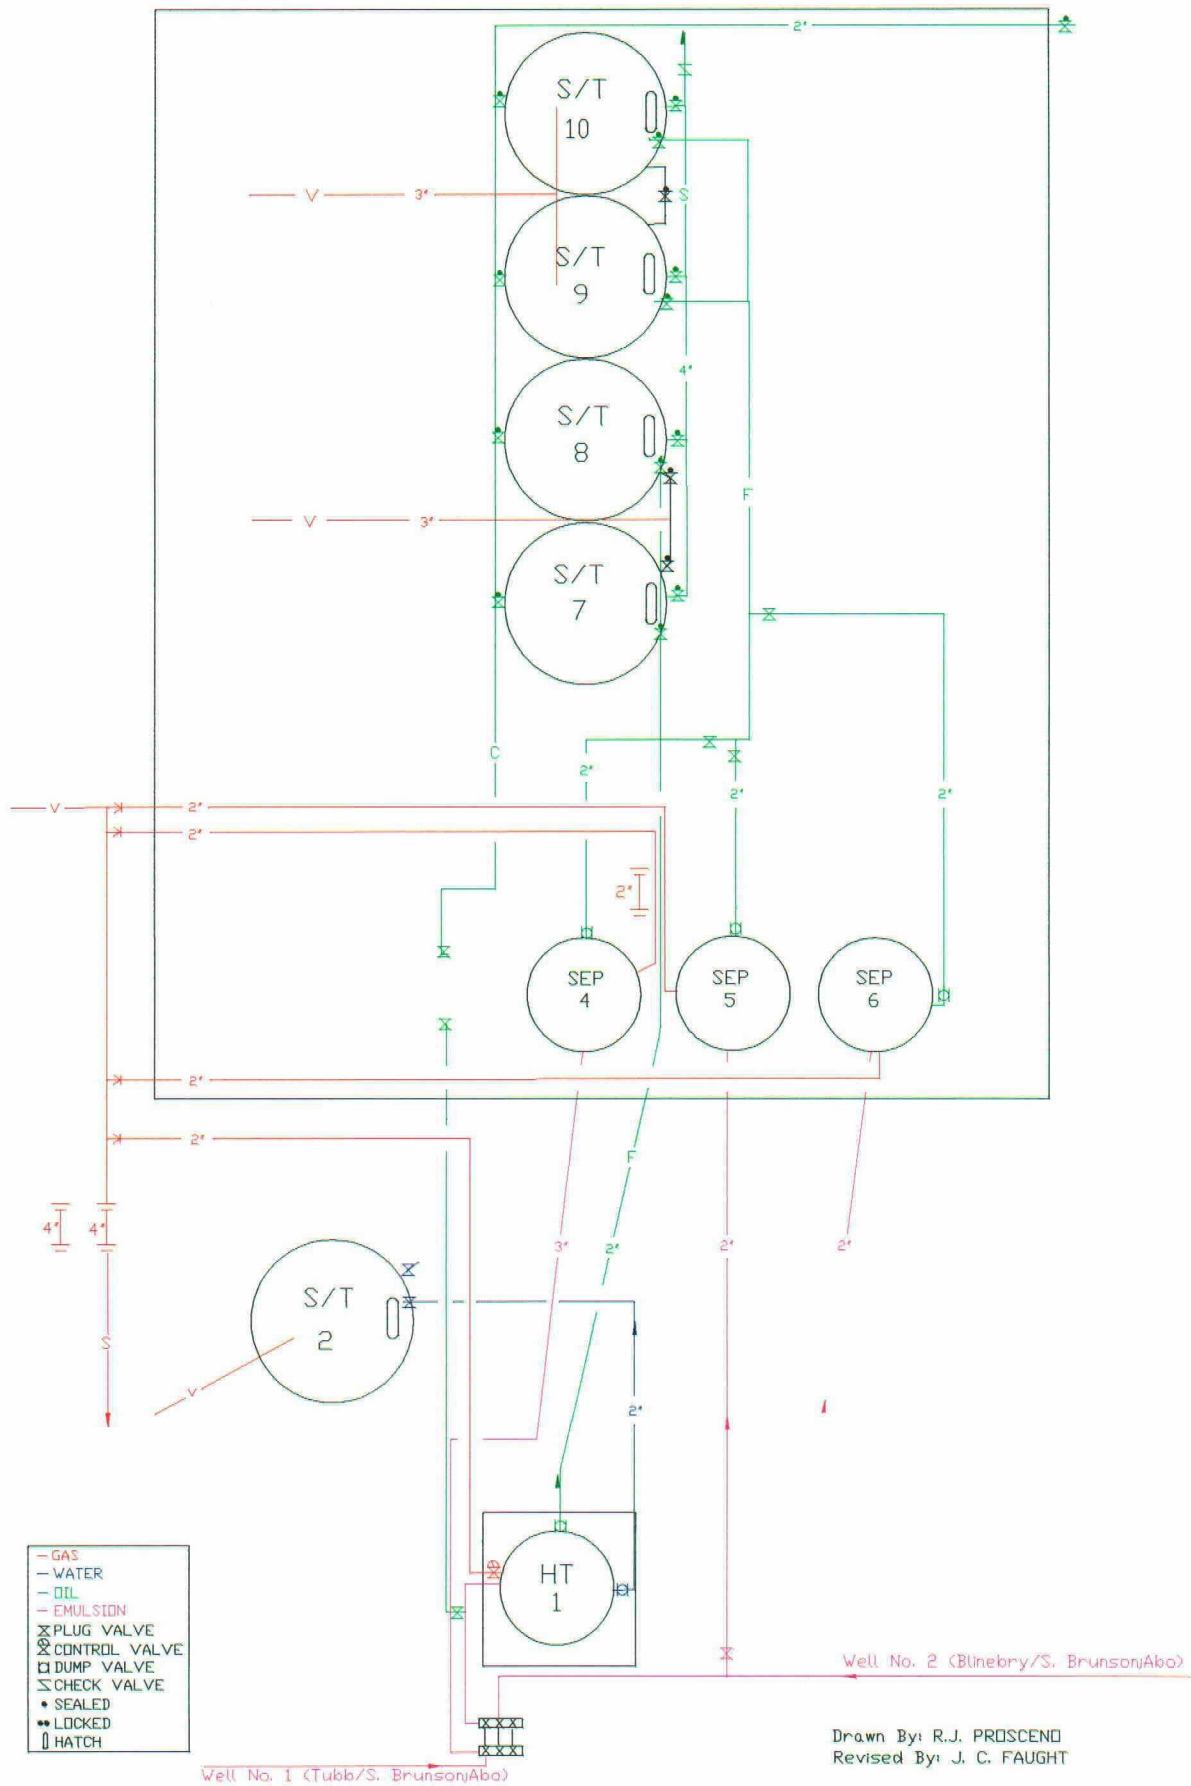 2"
S/T
10
V 3"
S
S/T
9
4"
S/T
8
F
V 3"
S/T
7
C
2"
2"
2"
V 2"
2"
2"
SEP
4
SEP
5
SEP
6
2"
2"
F
4"
4"
3"
2"
2"
2"
S/T
2
S
V
2"
HT
1
GAS
WATER
OIL
EMULSION
PLUG VALVE
CONTROL VALVE
DUMP VALVE
CHECK VALVE
SEALED
LOCKED
HATCH
Well No. 2 (Blinebry/S. Brunson/Abo)
Drawn By: R.J. PROSCENO
Revised By: J. C. FAUGHT
Well No. 1 (Tubb/S. Brunson/Abo)